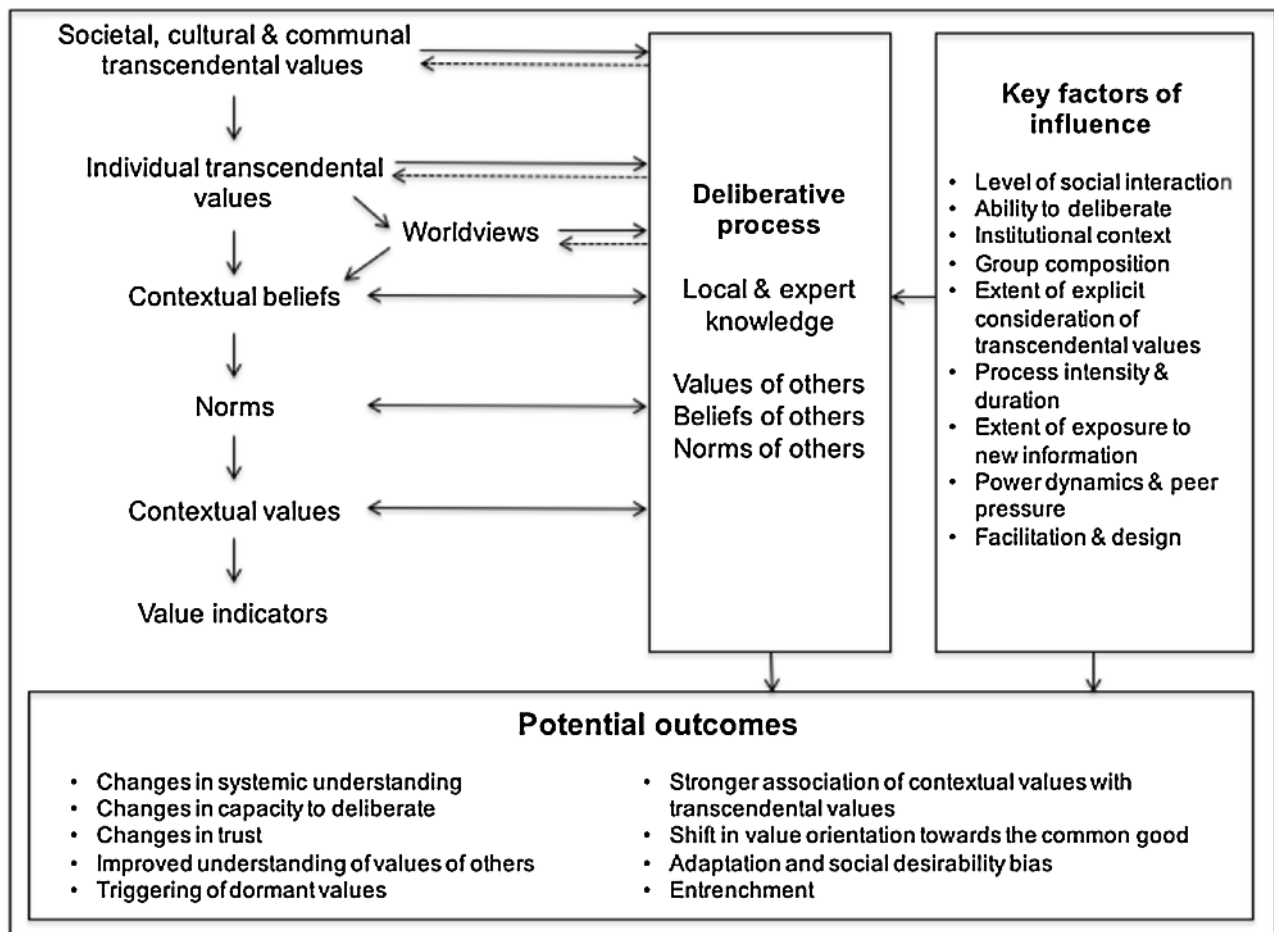 Societal, cultural & communal
transcendental values
Individual transcendental
values
Worldviews
Contextual beliefs
Norms
Contextual values
Value indicators
Deliberative
process
Local & expert
knowledge
Values of others
Beliefs of others
Norms of others
Key factors of
influence
• Level of social interaction
• Ability to deliberate
• Institutional context
• Group composition
• Extent of explicit
consideration of
transcendental values
• Process intensity &
duration
• Extent of exposure to
new information
• Power dynamics & peer
pressure
• Facilitation & design
Potential outcomes
• Changes in systemic understanding
• Changes in capacity to deliberate
• Changes in trust
• Improved understanding of values of others
• Triggering of dormant values
• Stronger association of contextual values with
transcendental values
• Shift in value orientation towards the common good
• Adaptation and social desirability bias
• Entrenchment